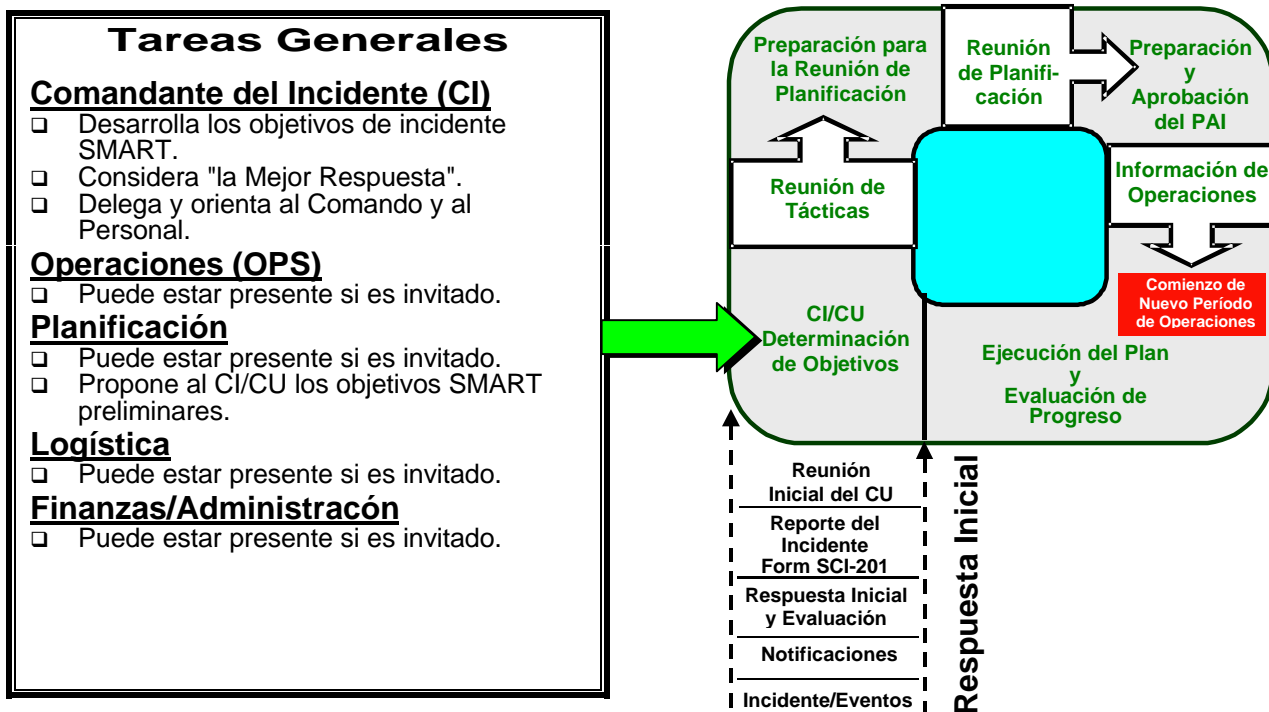 Tareas Generales
Comandante del Incidente (CI)
❑ Desarrolla los objetivos de incidente
SMART.
❑ Considera "la Mejor Respuesta".
❑ Delega y orienta al Comando y al
Personal.
Operaciones (OPS)
❑ Puede estar presente si es invitado.
Planificación
❑ Puede estar presente si es invitado.
❑ Propone al CI/CU los objetivos SMART
preliminares.
Logística
❑ Puede estar presente si es invitado.
Finanzas/Administracón
❑ Puede estar presente si es invitado.
Preparación para
la Reunión de
Planificación
Reunión
de Planifi-
cación
Preparación
y
Aprobación
del PAI
Reunión de
Tácticas
Información de
Operaciones
Comienzo de
Nuevo Período
de Operaciones
CI/CU
Determinación
de Objetivos
Ejecución del Plan
y
Evaluación de
Progreso
Reunión
Inicial del CU
Reporte del
Incidente
Form SCI-201
Respuesta Inicial
y Evaluación
Notificaciones
Incidente/Eventos
Respuesta Inicial